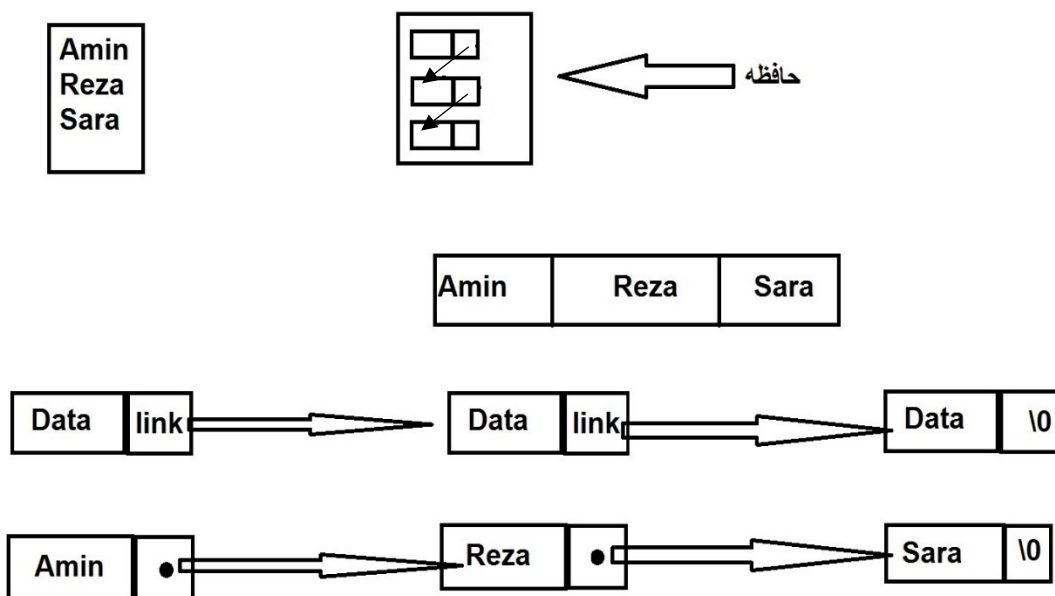 Amin
Reza
Sara
حافظه
Amin Reza Sara
Data link Data link Data \0
Amin Reza Sara \0